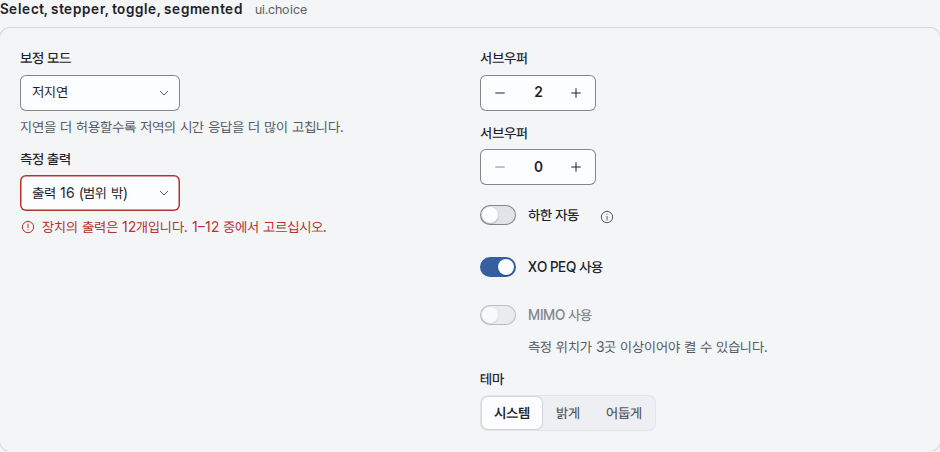 Select, stepper, toggle, segmented ui.choice
보정 모드
저지연
지연을 더 허용할수록 저역의 시간 응답을 더 많이 고칩니다.
측정 출력
출력 16 (범위 밖)
장치의 출력은 12개입니다. 1–12 중에서 고르십시오.
서브우퍼
2
서브우퍼
0
하한 자동
XO PEQ 사용
MIMO 사용
측정 위치가 3곳 이상이어야 켤 수 있습니다.
테마
시스템 밝게 어둡게